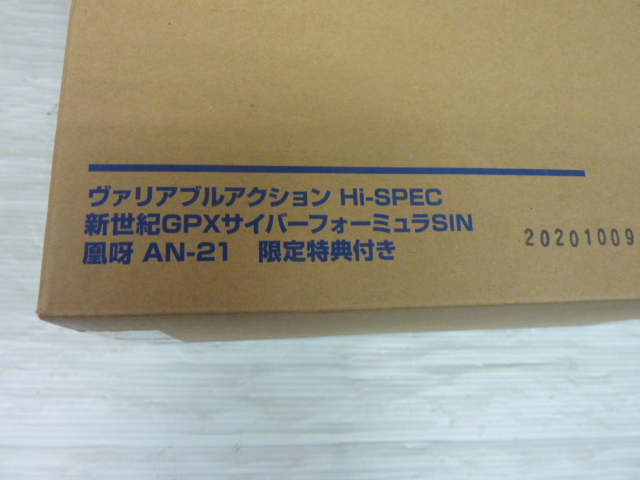 ヴァリアブルアクション Hi-SPEC
新世紀GPXサイバーフォーミュラSIN
凰呀 AN-21 限定特典付き
20201009